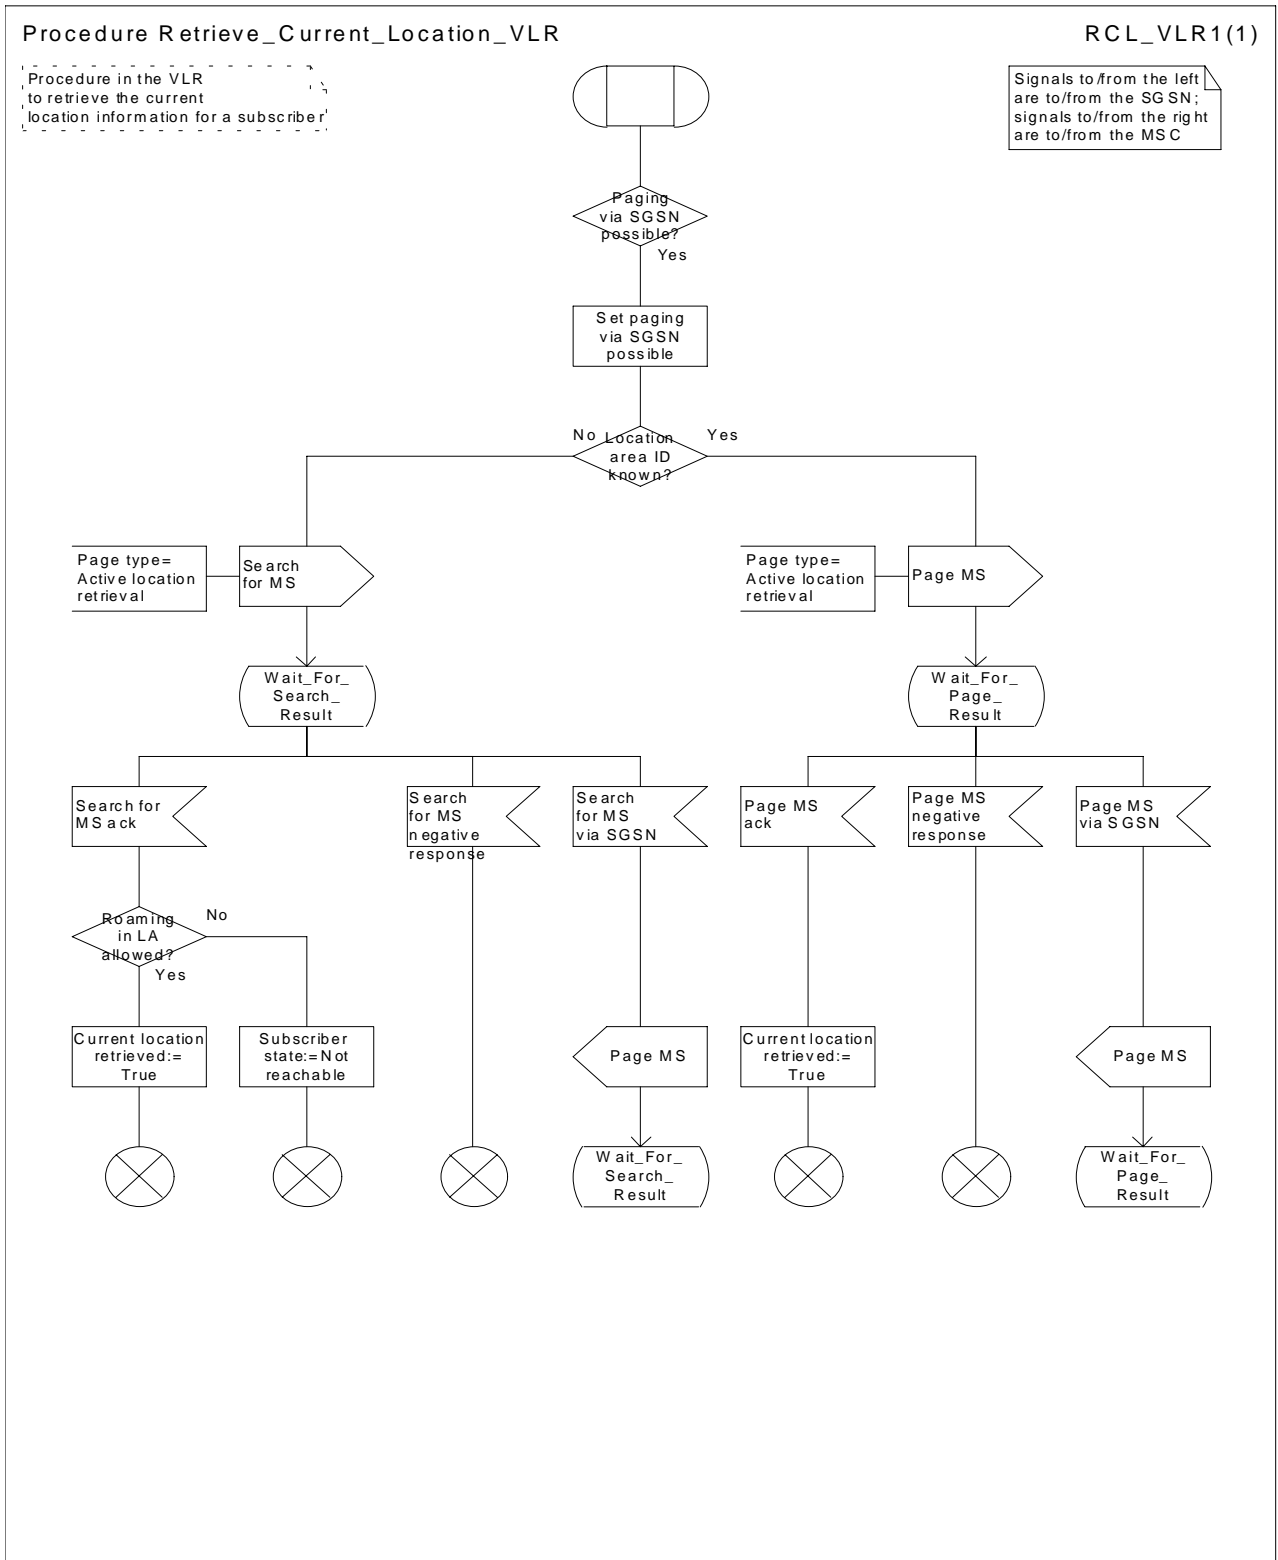 Procedure Retrieve_Current_Location_VLR
RCL_VLR1(1)
Procedure in the VLR
to retrieve the current
location information for a subscriber
Signals to/from the left
are to/from the SGSN;
signals to/from the right
are to/from the MSC
Paging
via SGSN
possible?
Yes
Set paging
via SGSN
possible
No
Location
area ID
known?
Yes
Page type=
Active location
retrieval
Search
for MS
Page type=
Active location
retrieval
Page MS
Wait_For_
Search_
Result
Wait_For_
Page_
Result
Search for
MS ack
Search
for MS
negative
response
Search
for MS
via SGSN
Page MS
ack
Page MS
negative
response
Page MS
via SGSN
Roaming
in LA
allowed?
No
Yes
Current location
retrieved:=
True
Subscriber
state:=Not
reachable
Page MS
Current location
retrieved:=
True
Page MS
Wait_For_
Search_
Result
Wait_For_
Page_
Result